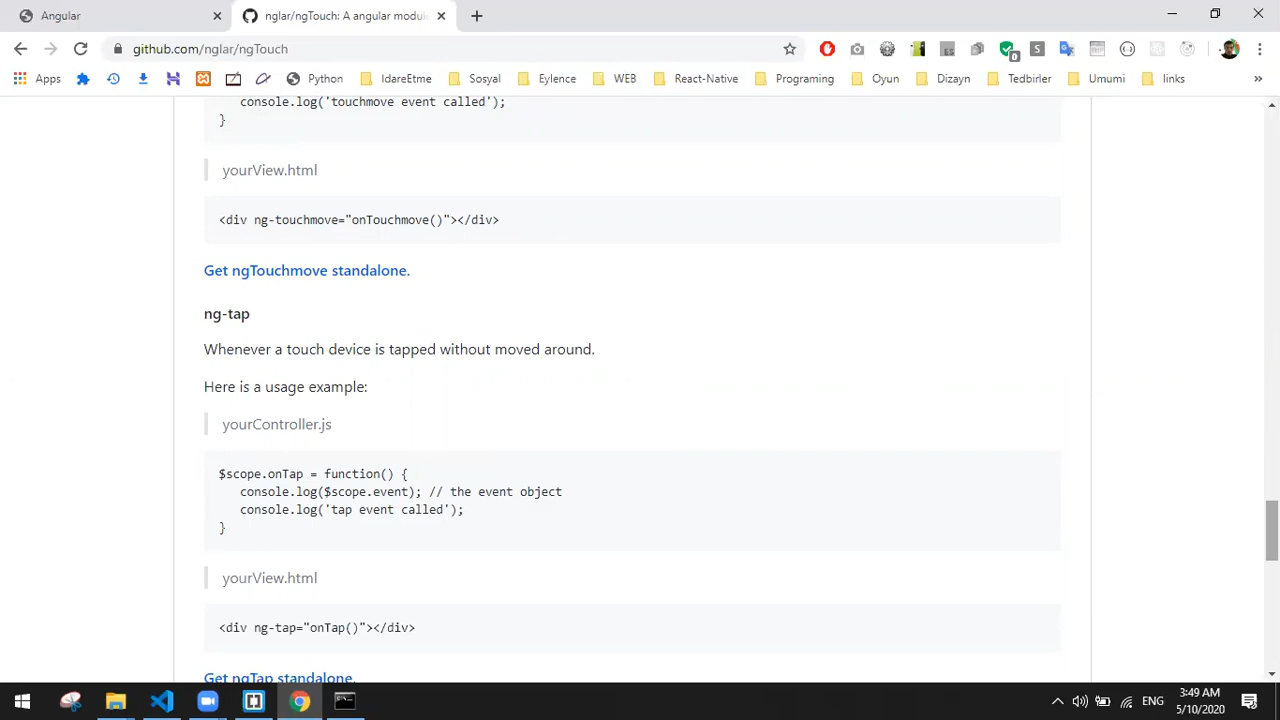 Angular
nglar/ngTouch: A angular modul
github.com/nglar/ngTouch
Apps
Python
IdareEtme
Sosyal
Eylence
WEB
React-Native
Programing
Oyun
Dizayn
Tedbirler
Umumi
links
console.log('touchmove event called');
}
yourView.html
<div ng-touchmove="onTouchmove()"></div>
Get ngTouchmove standalone.
ng-tap
Whenever a touch device is tapped without moved around.
Here is a usage example:
yourController.js
$scope.onTap = function() {
console.log($scope.event); // the event object
console.log('tap event called');
}
yourView.html
<div ng-tap="onTap()"></div>
Get ngTap standalone.
ENG
3:49 AM
5/10/2020